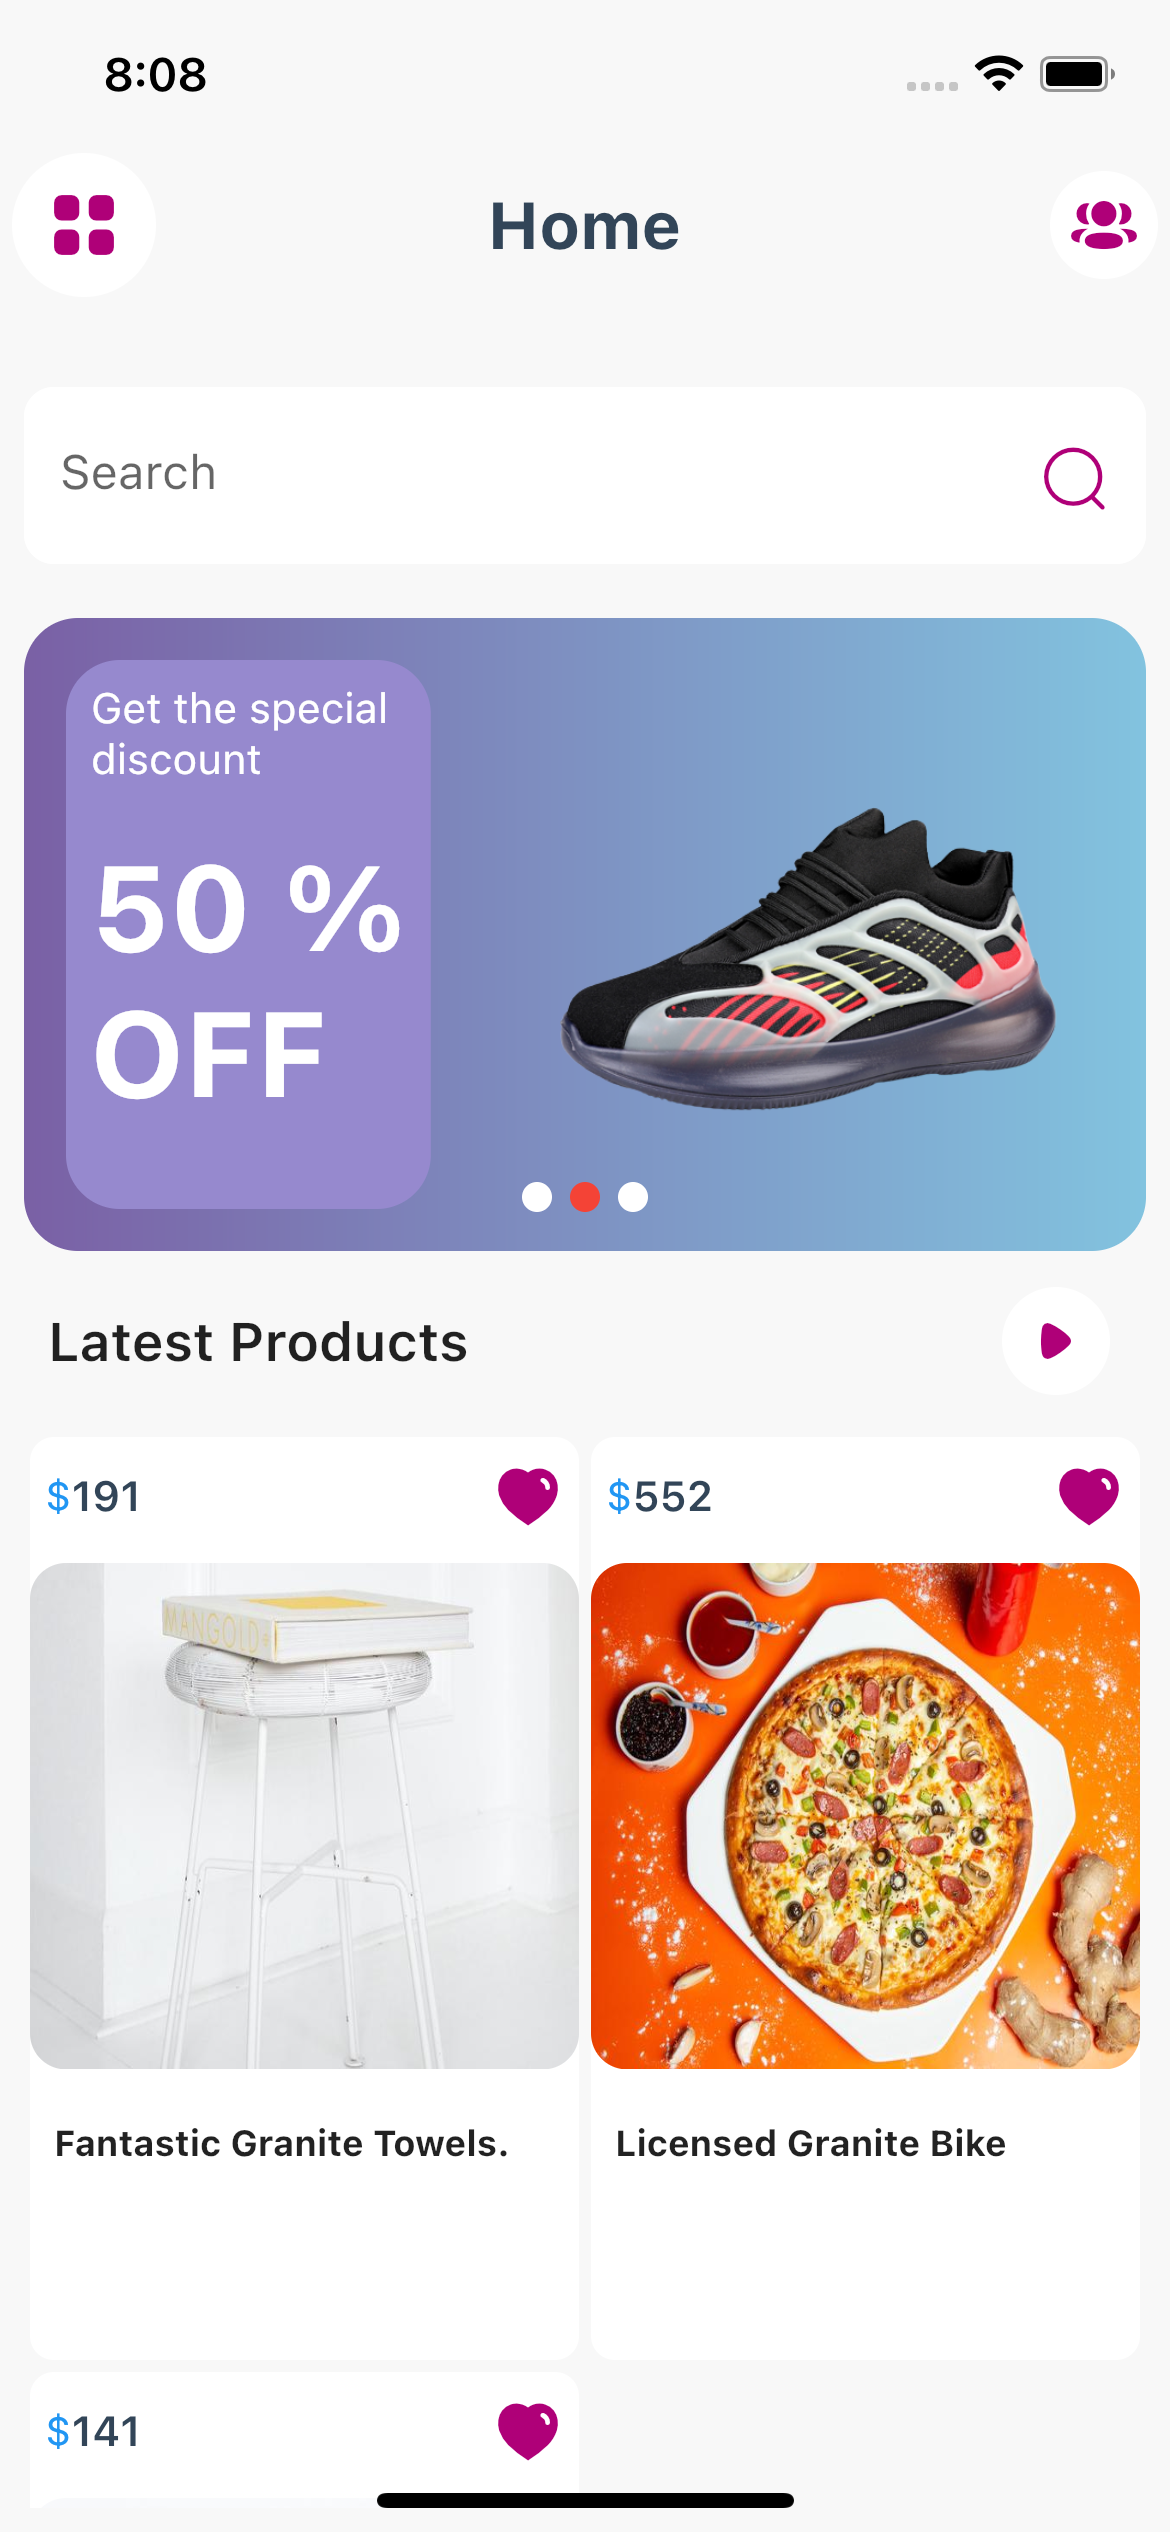 8:08
Home
Search
Get the special
discount
50 %
OFF
Latest Products
$191
$552
MANGOLD
Fantastic Granite Towels.
Licensed Granite Bike
$141